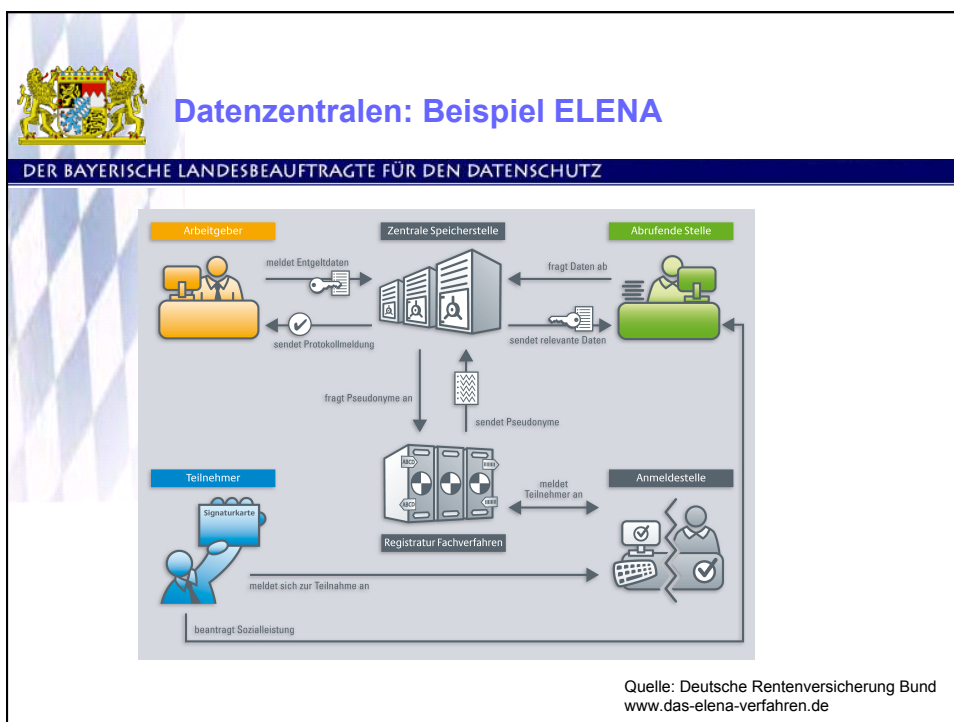 Datenzentralen: Beispiel ELENA
DER BAYERISCHE LANDESBEAUFTRAGTE FÜR DEN DATENSCHUTZ
Arbeitgeber
Zentrale Speicherstelle
Abrufende Stelle
meldet Entgeltdaten
fragt Daten ab
sendet Protokollmeldung
sendet relevante Daten
fragt Pseudonyme an
sendet Pseudonyme
Teilnehmer
Signaturkarte
ABCD
ABCD
meldet
Teilnehmer an
Anmeldestelle
Registratur Fachverfahren
meldet sich zur Teilnahme an
beantragt Sozialleistung
Quelle: Deutsche Rentenversicherung Bund
www.das-elena-verfahren.de